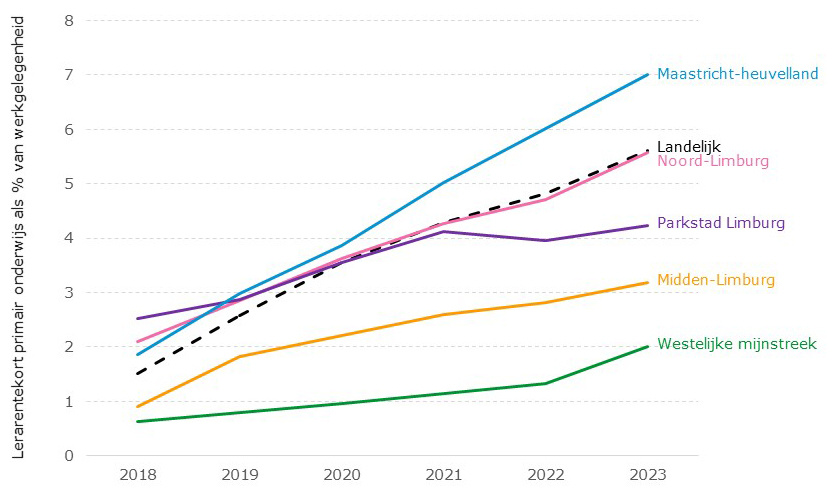 Lerarentekort primair onderwijs als % van werkgelegenheid
8
7
6
5
4
3
2
1
0
2018 2019 2020 2021 2022 2023
Maastricht-heuvelland
Landelijk
Noord-Limburg
Parkstad Limburg
Midden-Limburg
Westelijke mijnstreek